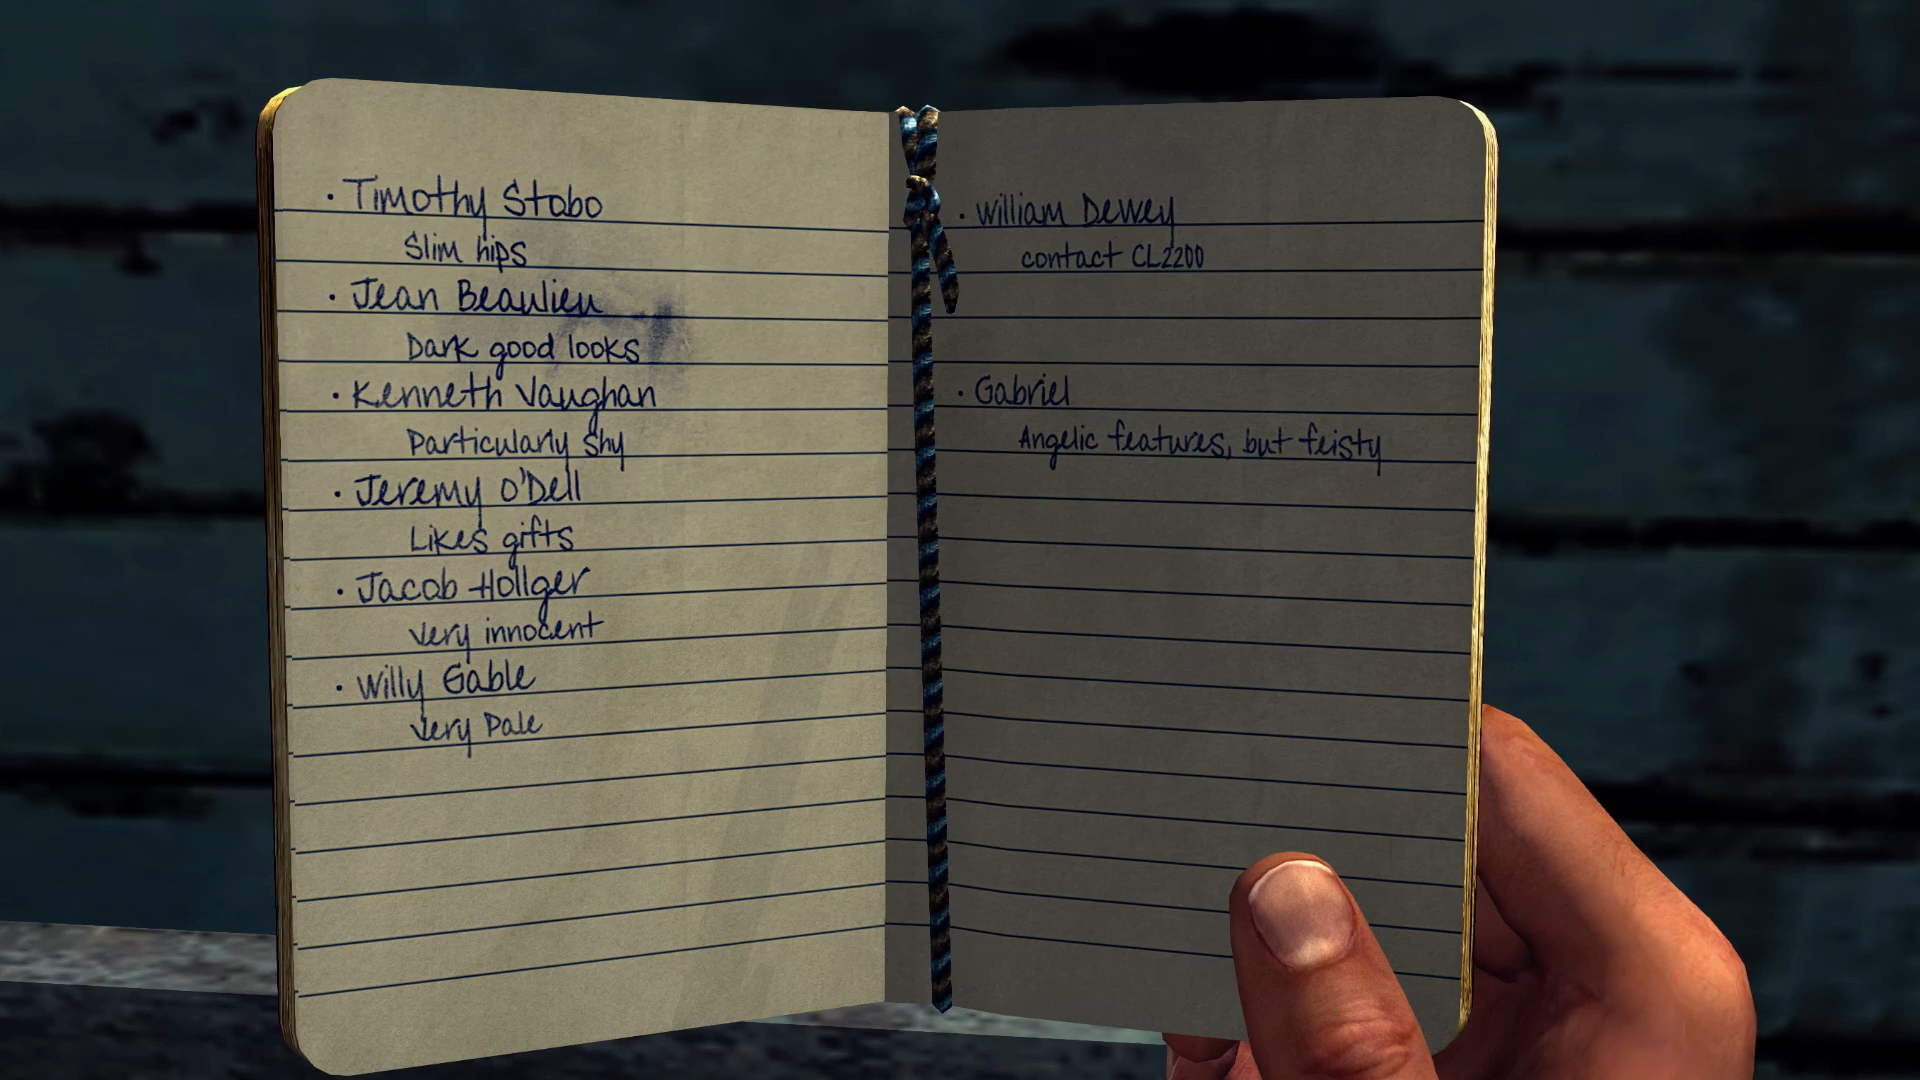 · Timothy Stobo
Slim hips
· Jean Beaulieu
Dark good looks
· Kenneth Vaughan
Particularly shy
· Jeremy O'Dell
Likes gifts
· Jacob Hollger
very innocent
· Willy Gable
very Pale
· William Dewey
contact CL2200
· Gabriel
Angelic features, but feisty